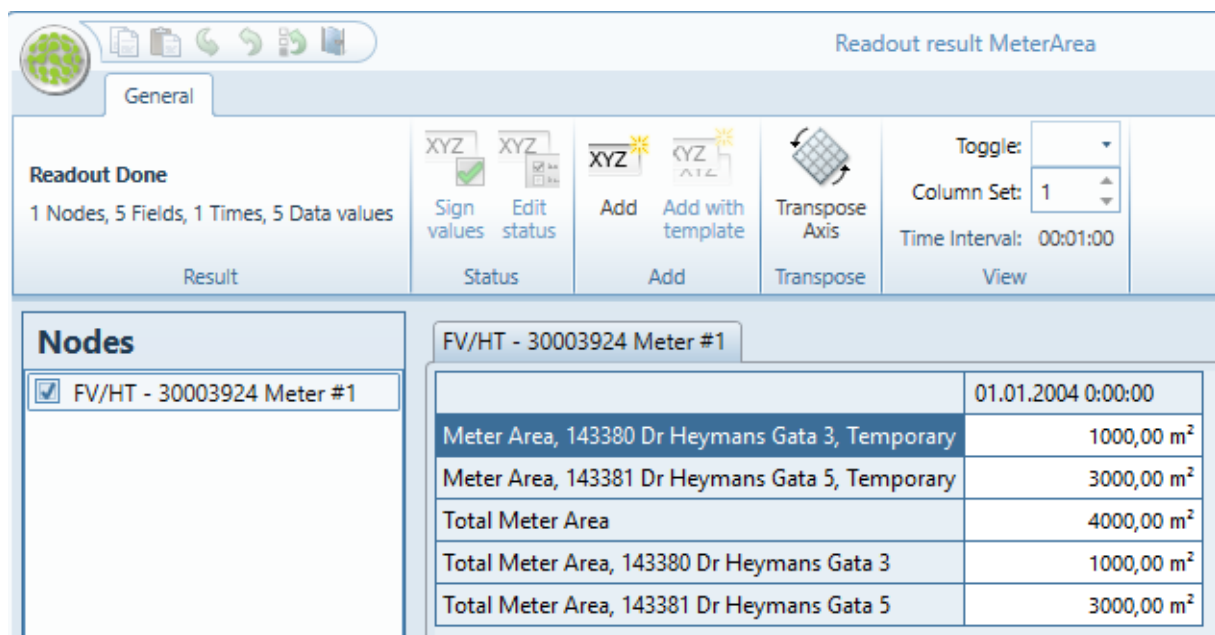 Readout result MeterArea
General
Readout Done
1 Nodes, 5 Fields, 1 Times, 5 Data values
Result
XYZ
Sign
values
XYZ
Edit
status
Status
XYZ
Add
XYZ
Add with
template
Add
Transpose
Axis
Transpose
Toggle:
Column Set: 1
Time Interval: 00:01:00
View
Nodes
FV/HT - 30003924 Meter #1
FV/HT - 30003924 Meter #1
01.01.2004 0:00:00
Meter Area, 143380 Dr Heymans Gata 3, Temporary 1000,00 m²
Meter Area, 143381 Dr Heymans Gata 5, Temporary 3000,00 m²
Total Meter Area 4000,00 m²
Total Meter Area, 143380 Dr Heymans Gata 3 1000,00 m²
Total Meter Area, 143381 Dr Heymans Gata 5 3000,00 m²